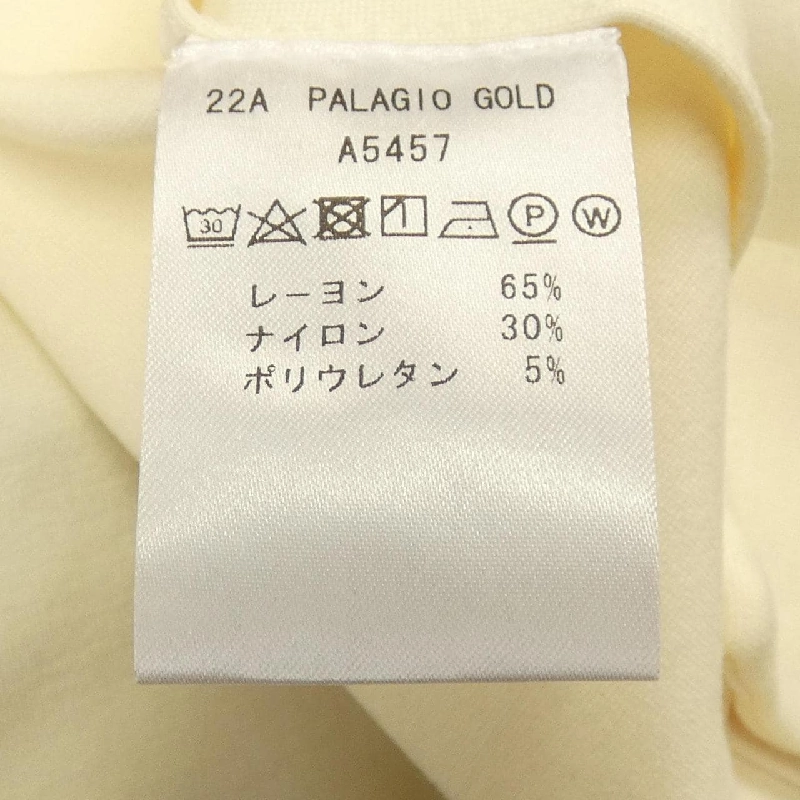 22A PALAGIO GOLD
A5457
30 P W
レーヨン 65%
ナイロン 30%
ポリウレタン 5%